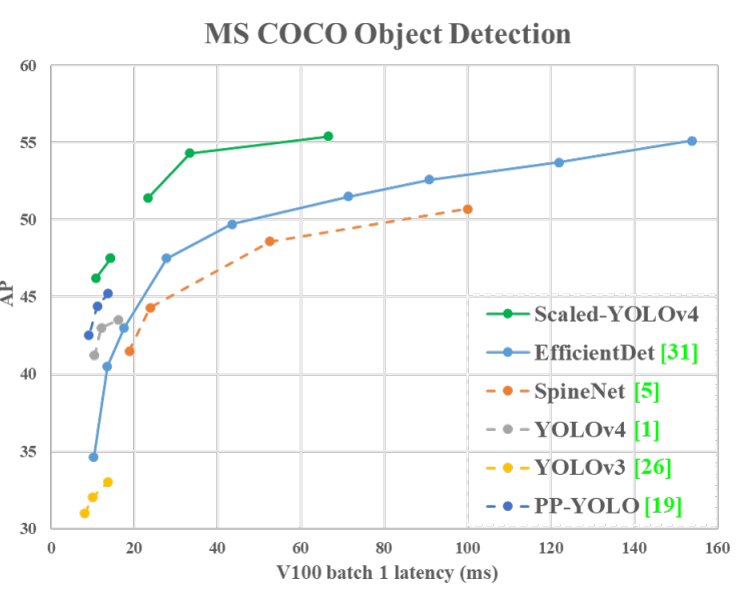 MS COCO Object Detection
60
55
50
45
40
35
30
AP
Scaled-YOLOv4
EfficientDet [31]
SpineNet [5]
YOLOv4 [1]
YOLOv3 [26]
PP-YOLO [19]
0 20 40 60 80 100 120 140 160
V100 batch 1 latency (ms)